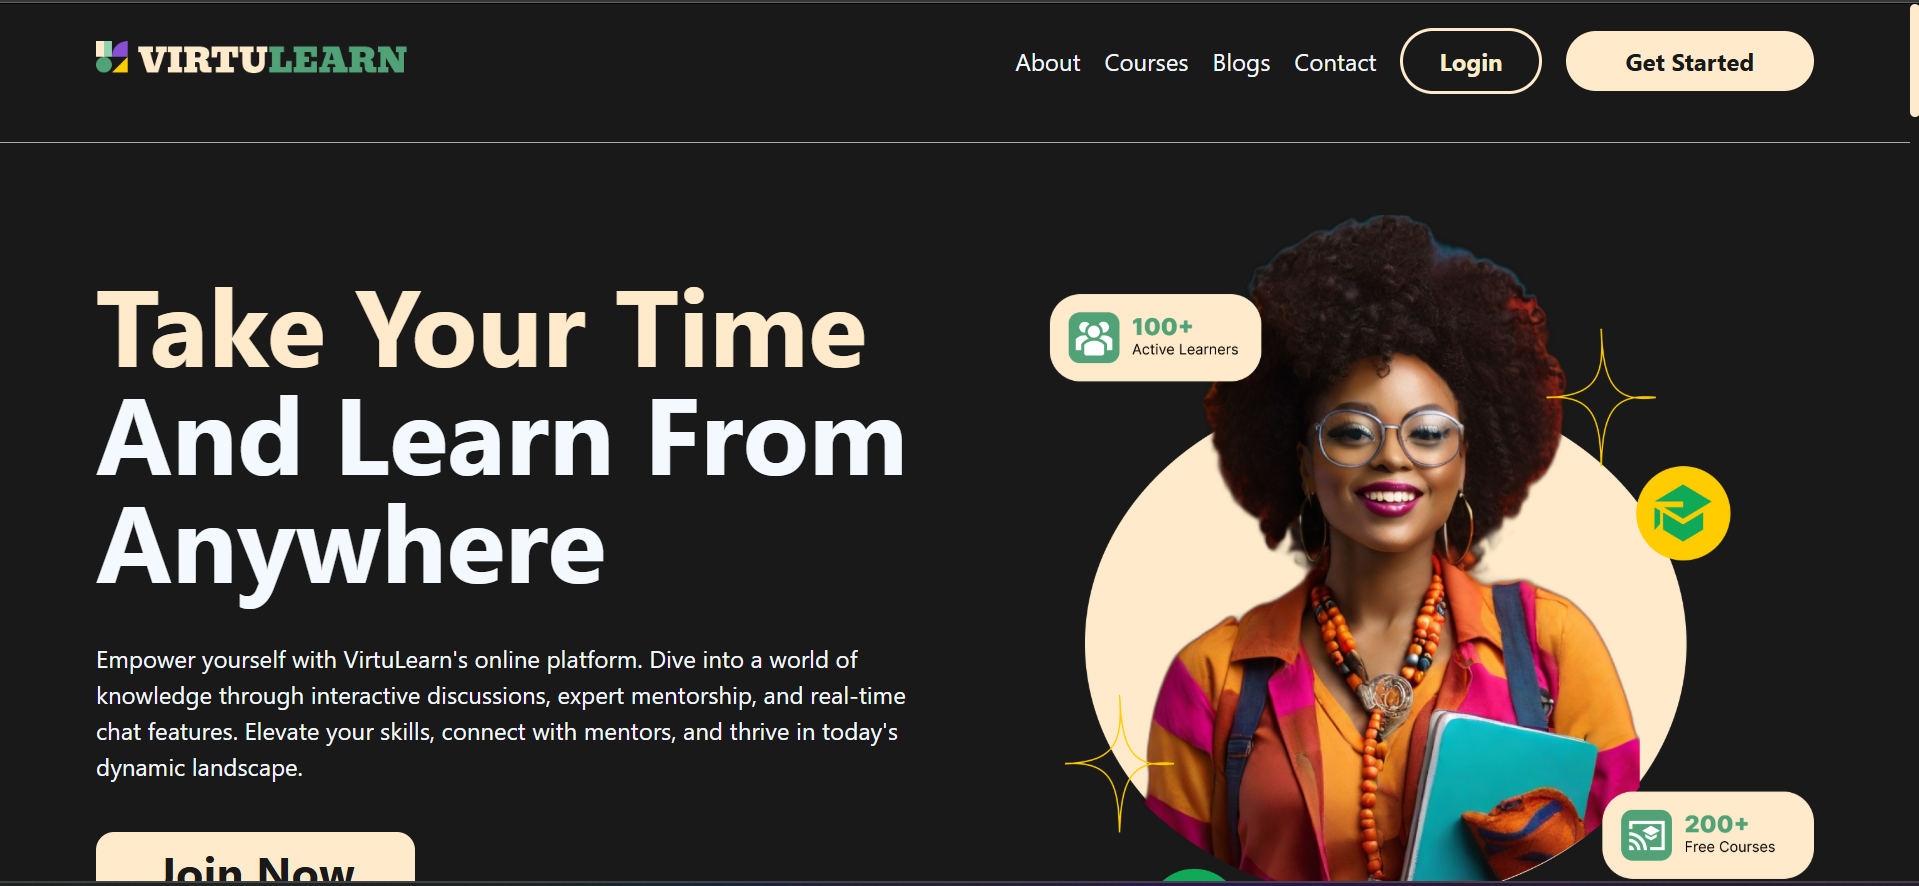 VIRTULEARN
About Courses Blogs Contact Login Get Started
Take Your Time
And Learn From
Anywhere
Empower yourself with VirtuLearn's online platform. Dive into a world of
knowledge through interactive discussions, expert mentorship, and real-time
chat features. Elevate your skills, connect with mentors, and thrive in today's
dynamic landscape.
Join Now
100+
Active Learners
200+
Free Courses